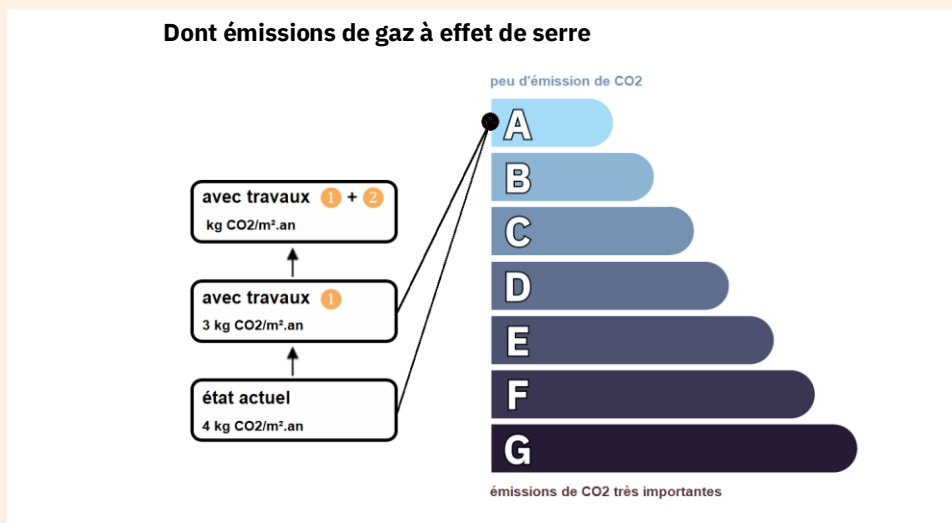 Dont émissions de gaz à effet de serre
peu d'émission de CO2
A
B
C
D
E
F
G
émissions de CO2 très importantes
avec travaux 1 + 2
kg CO2/m².an
avec travaux 1
3 kg CO2/m².an
état actuel
4 kg CO2/m².an